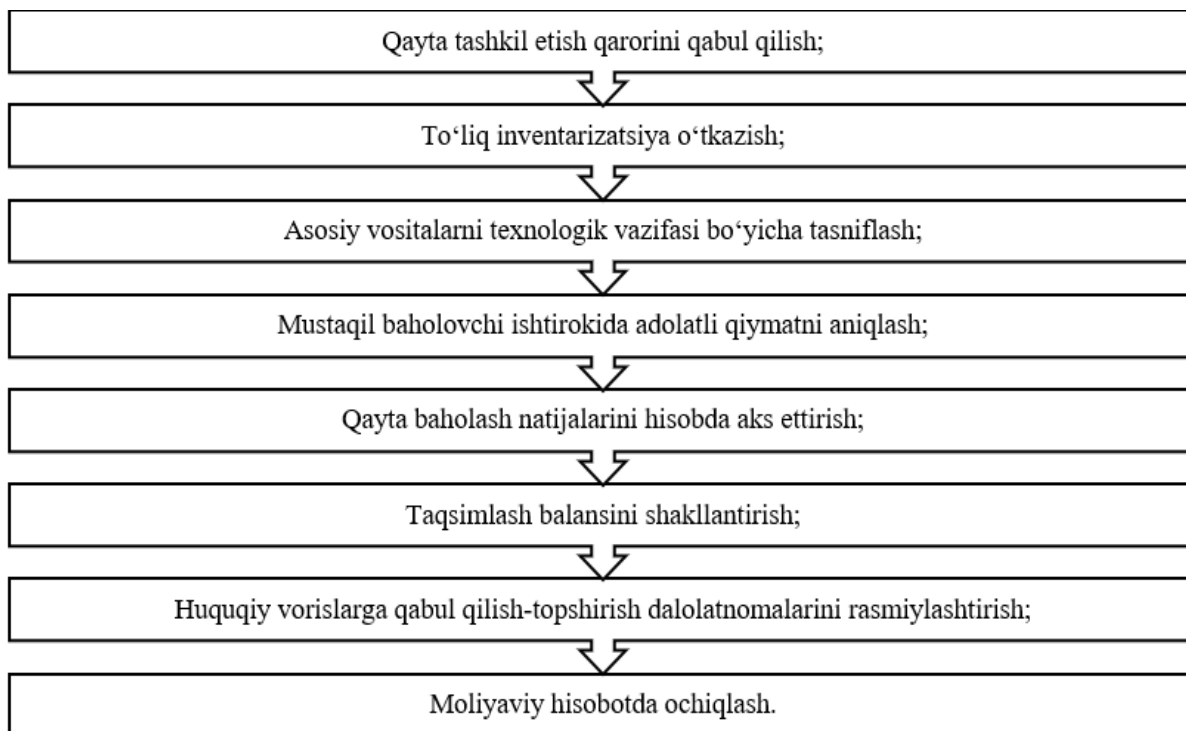 Qayta tashkil etish qarorini qabul qilish;
To‘liq inventarizatsiya o‘tkazish;
Asosiy vositalarni texnologik vazifasi bo‘yicha tasniflash;
Mustaqil baholovchi ishtirokida adolatli qiymatni aniqlash;
Qayta baholash natijalarini hisobda aks ettirish;
Taqsimlash balansini shakllantirish;
Huquqiy vorislarga qabul qilish-topshirish dalolatnomalarini rasmiylashtirish;
Moliyaviy hisobotda ochiqlash.